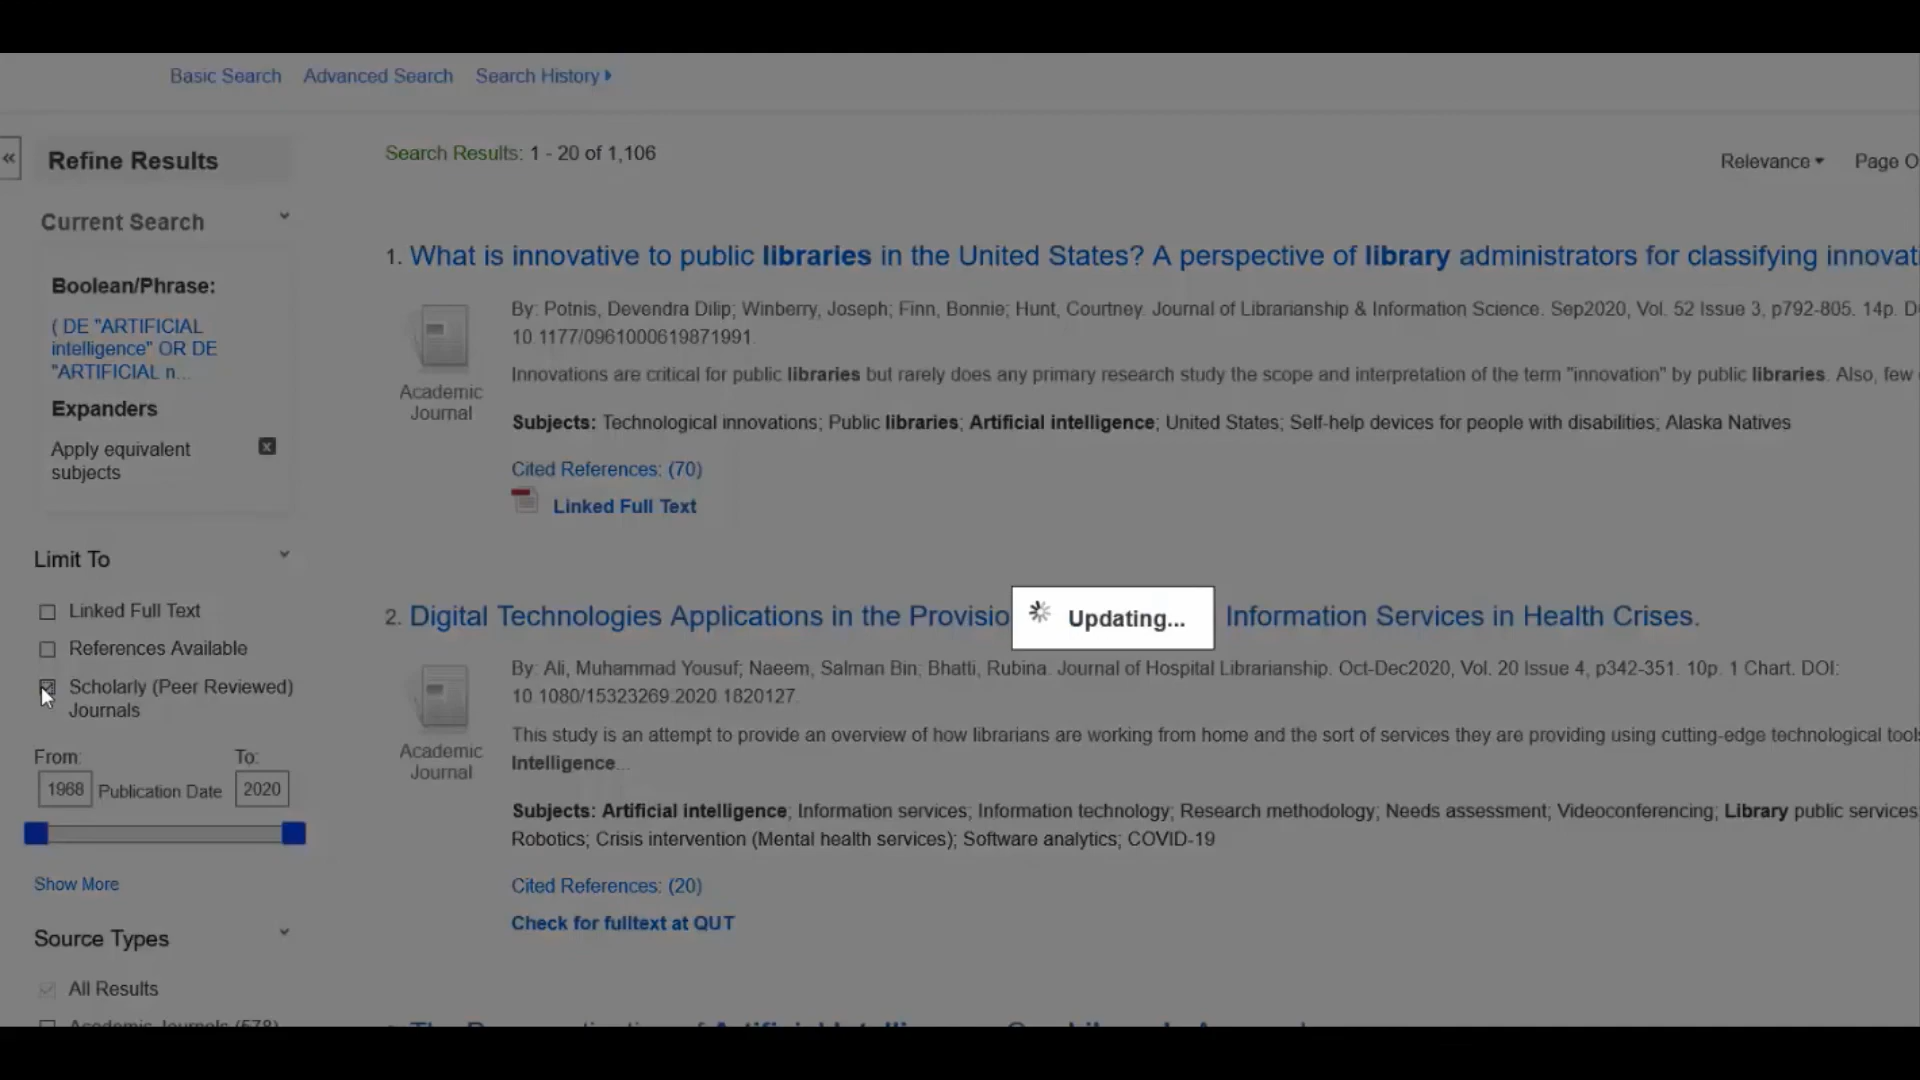 Basic Search Advanced Search Search History
«
Refine Results
Search Results: 1 - 20 of 1,106
Relevance
Page O
Current Search
Boolean/Phrase:
( DE "ARTIFICIAL
intelligence" OR DE
"ARTIFICIAL n...
Expanders
Apply equivalent
subjects
Limit To
Linked Full Text
References Available
Scholarly (Peer Reviewed)
Journals
From:
To:
1968 Publication Date 2020
Show More
Source Types
All Results
Academic Journals (578)
1. What is innovative to public libraries in the United States? A perspective of library administrators for classifying innovati
By: Potnis, Devendra Dilip; Winberry, Joseph; Finn, Bonnie; Hunt, Courtney. Journal of Librarianship & Information Science. Sep2020, Vol. 52 Issue 3, p792-805. 14p. D
10.1177/0961000619871991.
Academic
Journal
Innovations are critical for public libraries but rarely does any primary research study the scope and interpretation of the term "innovation" by public libraries. Also, few
Subjects: Technological innovations; Public libraries; Artificial intelligence; United States; Self-help devices for people with disabilities; Alaska Natives
Cited References: (70)
Linked Full Text
2. Digital Technologies Applications in the Provisio
Updating...
Information Services in Health Crises.
By: Ali, Muhammad Yousuf; Naeem, Salman Bin; Bhatti, Rubina. Journal of Hospital Librarianship. Oct-Dec2020, Vol. 20 Issue 4, p342-351. 10p. 1 Chart. DOI:
10.1080/15323269.2020.1820127.
Academic
Journal
This study is an attempt to provide an overview of how librarians are working from home and the sort of services they are providing using cutting-edge technological tools
Intelligence...
Subjects: Artificial intelligence; Information services; Information technology; Research methodology; Needs assessment; Videoconferencing; Library public services
Robotics; Crisis intervention (Mental health services); Software analytics; COVID-19
Cited References: (20)
Check for fulltext at QUT